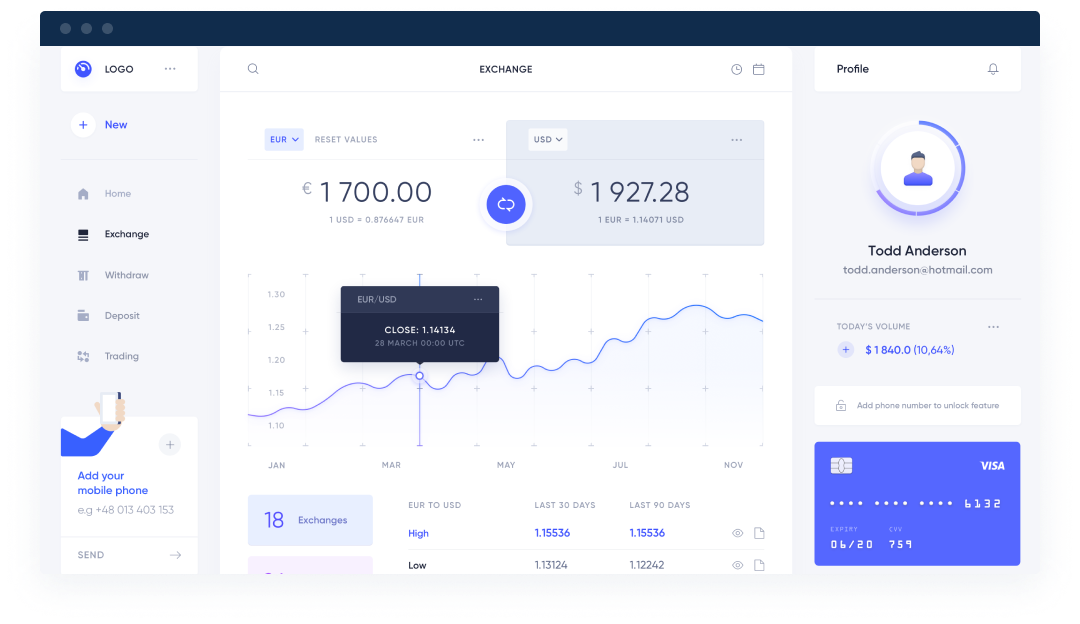 LOGO
New
Home
Exchange
Withdraw
Deposit
Trading
Add your
mobile phone
e.g +48 013 403 153
SEND
EXCHANGE
EUR
RESET VALUES
€ 1 700.00
1 USD = 0.876647 EUR
USD
$ 1 927.28
1 EUR = 1.14071 USD
1.30
1.25
1.20
1.15
1.10
EUR/USD
CLOSE: 1.14134
28 MARCH 00:00 UTC
JAN MAR MAY JUL NOV
18 Exchanges
EUR TO USD LAST 30 DAYS LAST 90 DAYS
High 1.15536 1.15536
Low 1.13124 1.12242
Profile
Todd Anderson
todd.anderson@hotmail.com
TODAY'S VOLUME
+ $ 1 840.0 (10,64%)
Add phone number to unlock feature
VISA
•••• •••• •••• 6132
EXPIRY CVV
06/20 759